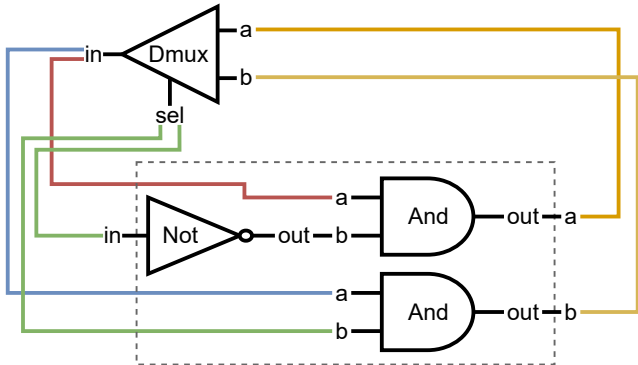 a
in Dmux
b
sel
a
And out a
in Not out b
a
And out b
b